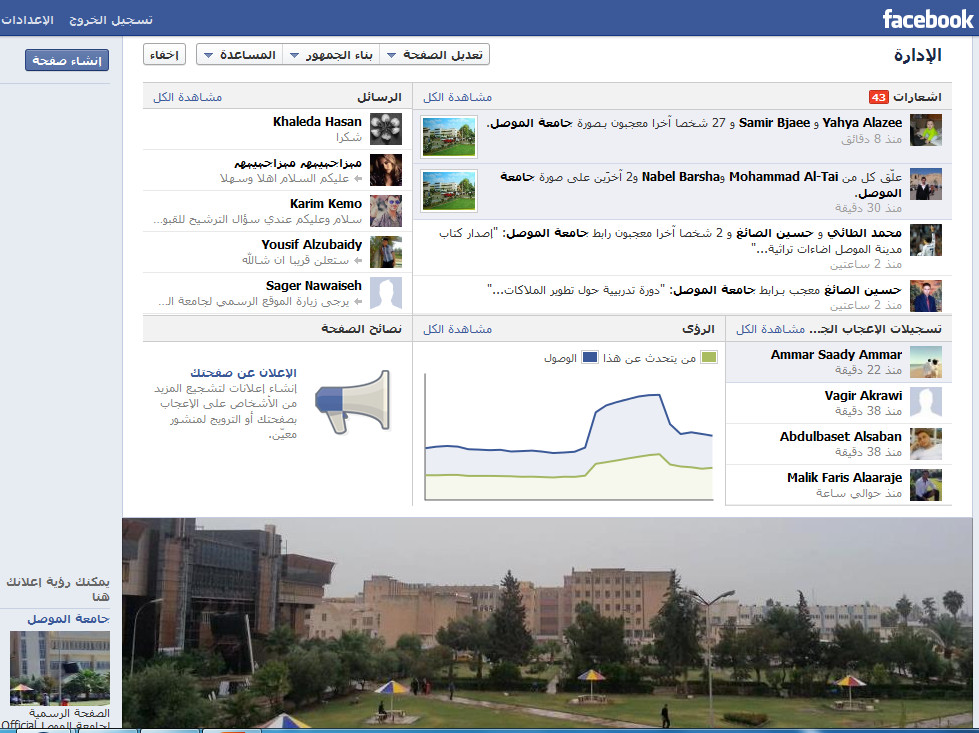 facebook
تسجيل الخروج
الإعدادات
الإدارة
تعديل الصفحة
بناء الجمهور
المساعدة
إخفاء
إنشاء صفحة
اشعارات 43
مشاهدة الكل
Yahya Alazee و Samir Bjaee و 27 شخصا آخرا معجبون بصورة جامعة الموصل.
منذ 8 دقائق
علّق كل من Mohammad Al-Tai وNabel Barsha و2 آخرَين على صورة جامعة
الموصل.
منذ 30 دقيقة
محمد الطائي و حسين الصائغ و 2 شخصا آخرا معجبون رابط جامعة الموصل: "إصدار كتاب
مدينة الموصل اضاءات تراثية..."
منذ 2 ساعتين
حسين الصائغ معجب برابط جامعة الموصل: "دورة تدريبية حول تطوير الملاكات..."
منذ 2 ساعتين
الرسائل
مشاهدة الكل
Khaleda Hasan
شكرا
عليكم السلام اهلا وسهلا
Karim Kemo
سلام وعليكم عندي سؤال الترشيح للقبو...
Yousif Alzubaidy
ستعلن قريبا ان شالله
Sager Nawaiseh
يرجى زيارة الموقع الرسمي لجامعة الـ...
تسجيلات الإعجاب الجد...
مشاهدة الكل
Ammar Saady Ammar
منذ 22 دقيقة
Vagir Akrawi
منذ 38 دقيقة
Abdulbaset Alsaban
منذ 38 دقيقة
Malik Faris Alaaraje
منذ حوالي ساعة
الرؤى
مشاهدة الكل
من يتحدث عن هذا
الوصول
نصائح الصفحة
الإعلان عن صفحتك
إنشاء إعلانات لتشجيع المزيد
من الأشخاص على الإعجاب
بصفحتك أو الترويج لمنشور
معيّن.
يمكنك رؤية إعلانك
هنا
جامعة الموصل
الصفحة الرسمية
لجامعة الموصل Official